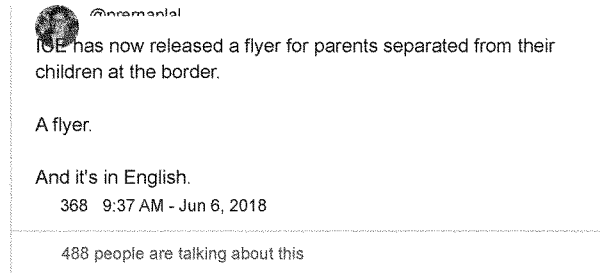 ICE has now released a flyer for parents separated from their
children at the border.
A flyer.
And it's in English.
368 9:37 AM - Jun 6, 2018
488 people are talking about this